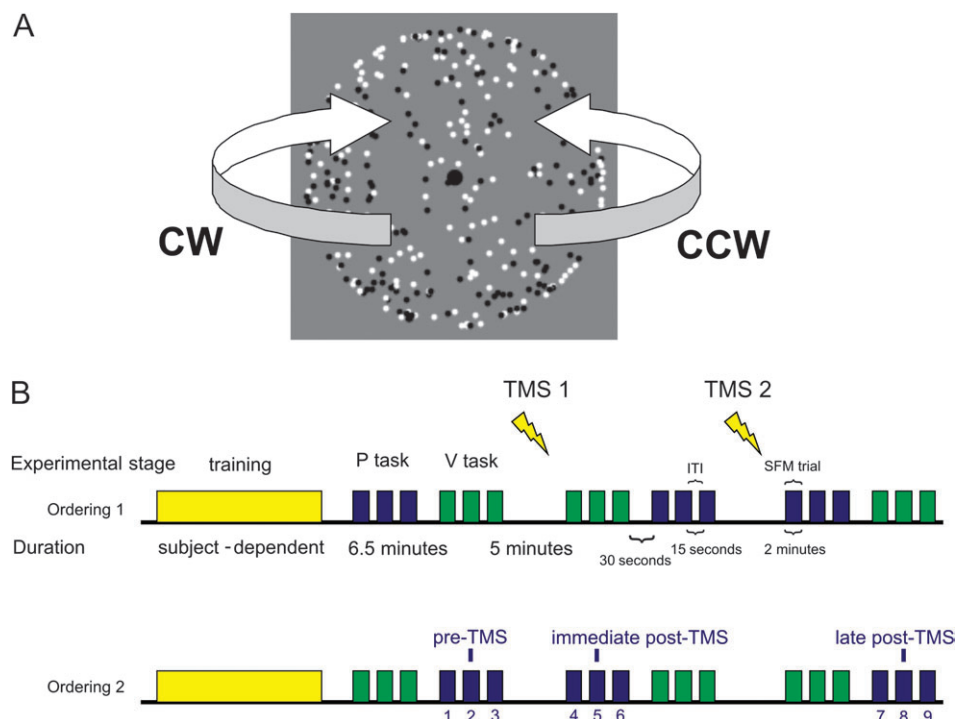 A
CW
CCW
B
TMS 1
TMS 2
Experimental stage
training
P task
V task
ITI
SFM trial
Ordering 1
Duration
subject - dependent
6.5 minutes
5 minutes
30 seconds
15 seconds
2 minutes
pre-TMS
immediate post-TMS
late post-TMS
Ordering 2
1 2 3 4 5 6 7 8 9